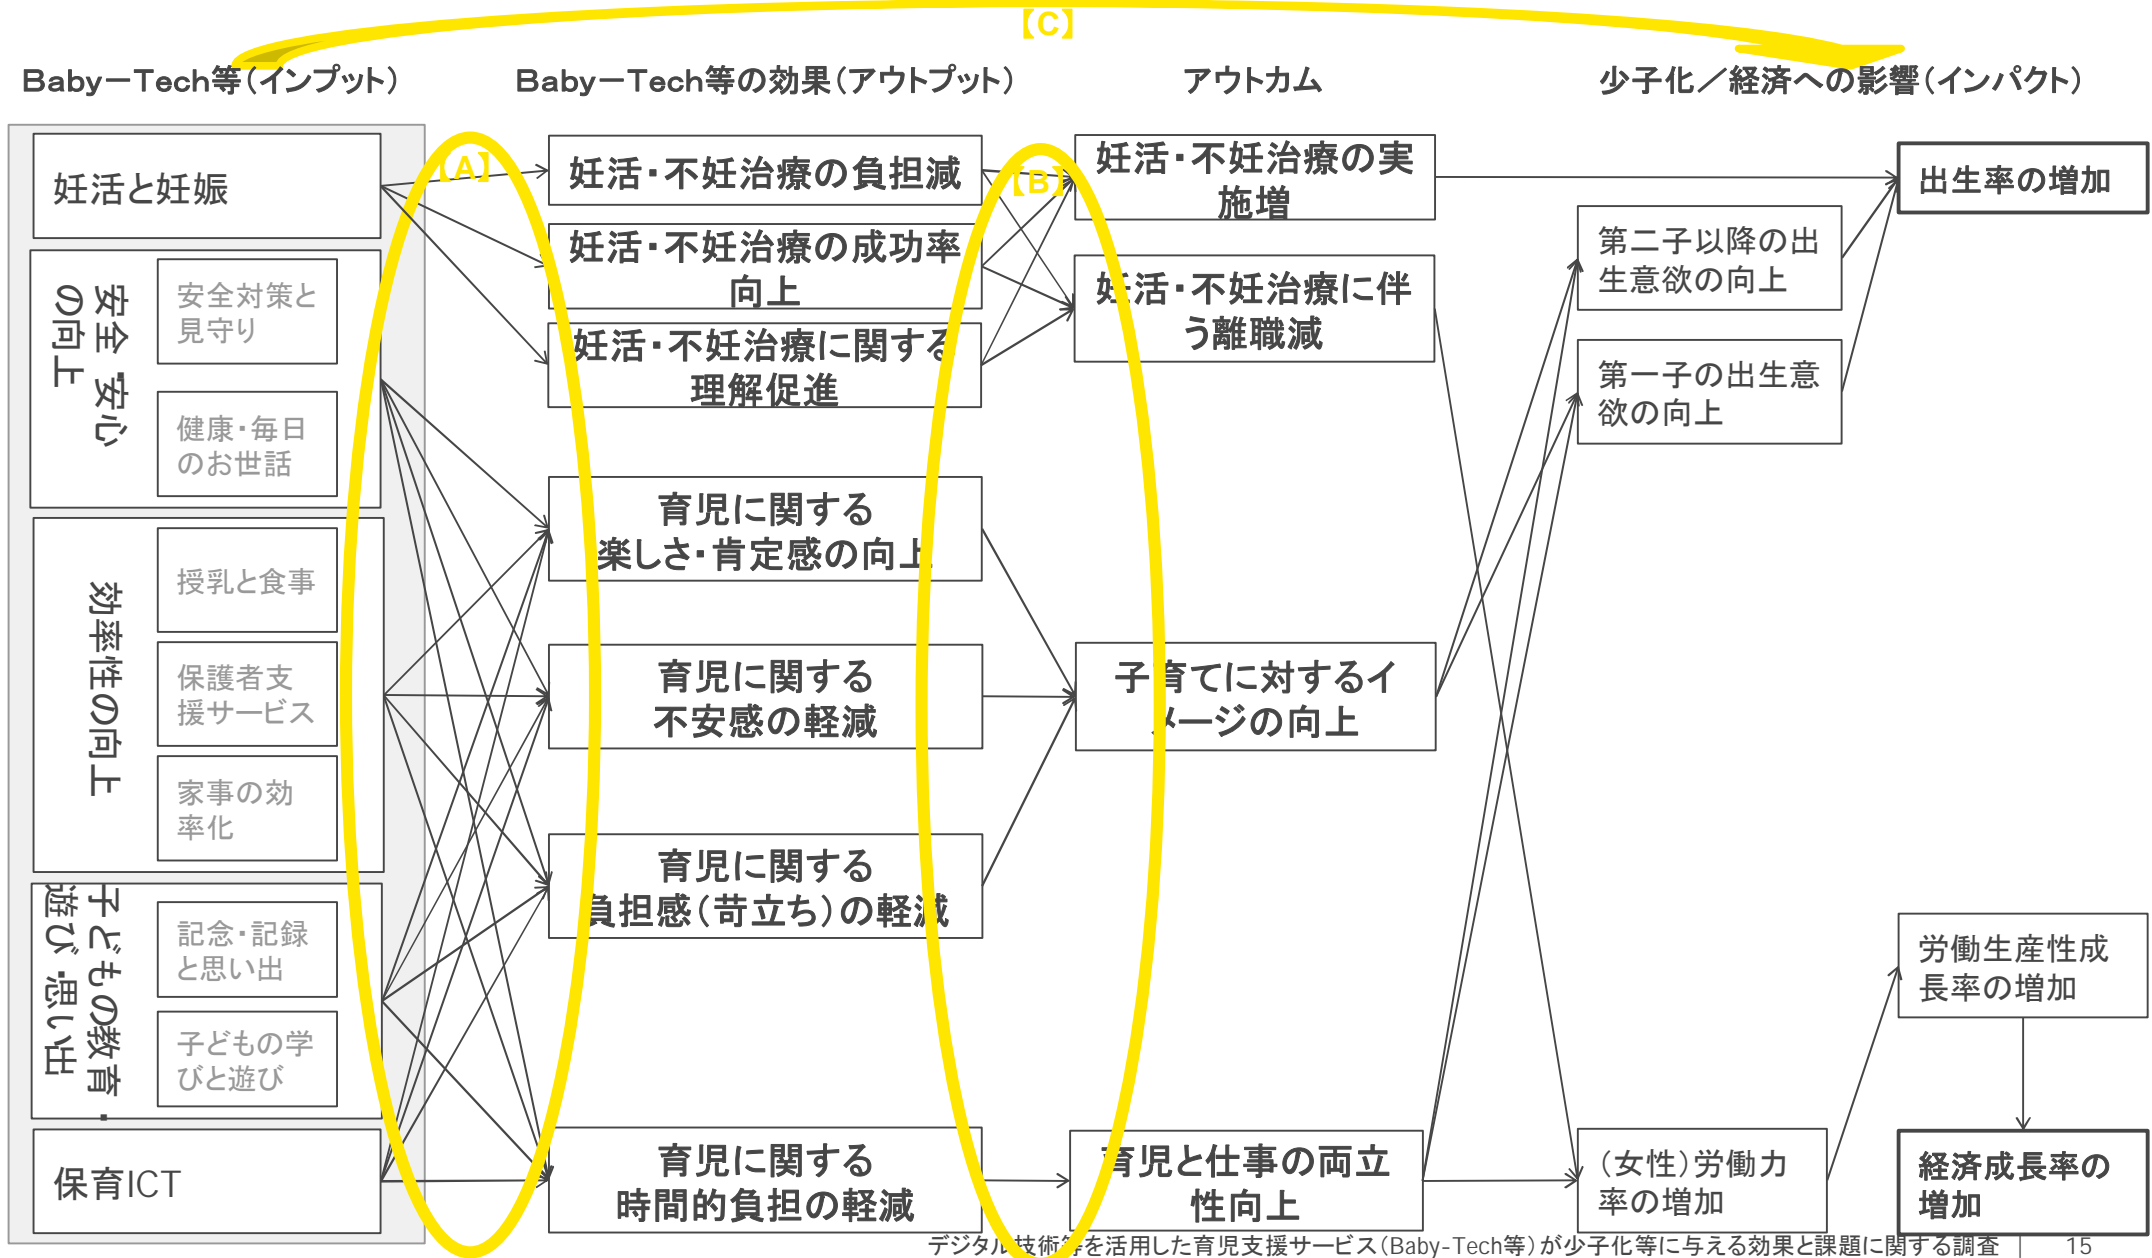 【C】
Baby－Tech等（インプット）
Baby－Tech等の効果（アウトプット）
アウトカム
少子化／経済への影響（インパクト）
【A】
【B】
妊活と妊娠
安全・安心
の向上
安全対策と
見守り
健康・毎日
のお世話
効率性の向上
授乳と食事
保護者支
援サービス
家事の効
率化
子どもの教育・
遊び・思い出
記念・記録
と思い出
子どもの学
びと遊び
保育ICT
妊活・不妊治療の負担減
妊活・不妊治療の成功率
向上
妊活・不妊治療に関する
理解促進
育児に関する
楽しさ・肯定感の向上
育児に関する
不安感の軽減
育児に関する
負担感（苛立ち）の軽減
育児に関する
時間的負担の軽減
妊活・不妊治療の実
施増
妊活・不妊治療に伴
う離職減
子育てに対するイ
メージの向上
育児と仕事の両立
性向上
第二子以降の出
生意欲の向上
第一子の出生意
欲の向上
（女性）労働力
率の増加
出生率の増加
労働生産性成
長率の増加
経済成長率の
増加
デジタル技術等を活用した育児支援サービス（Baby-Tech等）が少子化等に与える効果と課題に関する調査 | 15